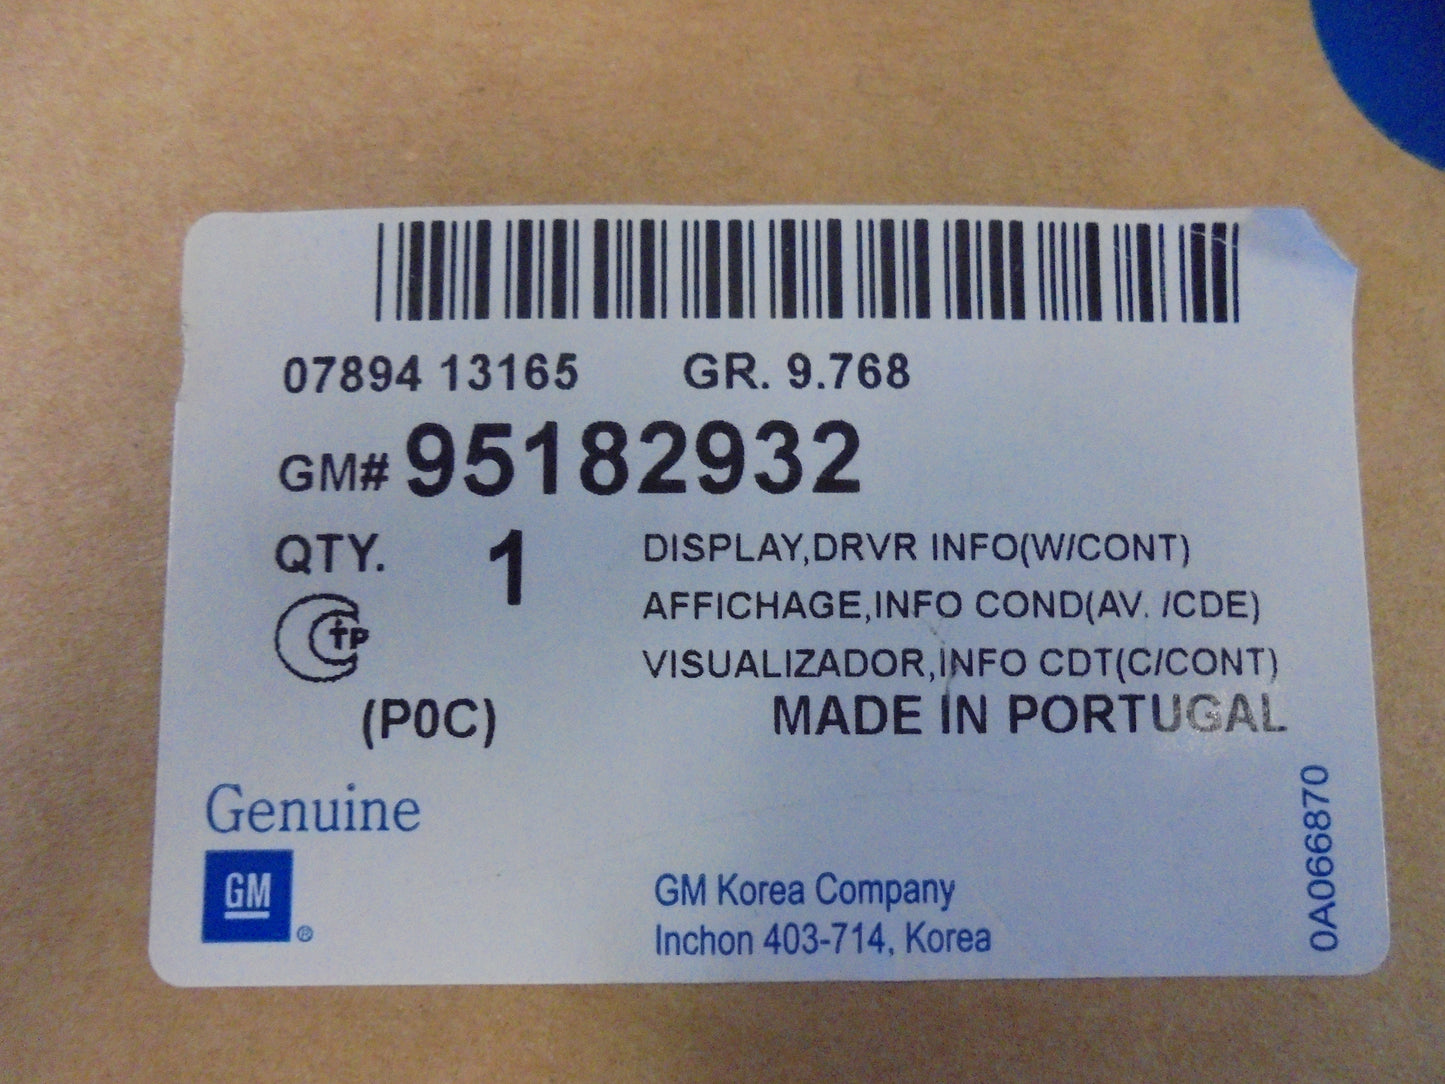 07894 13165 GR. 9.768
GM# 95182932
QTY. 1
DISPLAY,DRVR INFO(W/CONT)
AFFICHAGE,INFO COND(AV. /CDE)
VISUALIZADOR,INFO CDT(C/CONT)
(P0C)
MADE IN PORTUGAL
Genuine
GM
®
GM Korea Company
Inchon 403-714, Korea
0A066870